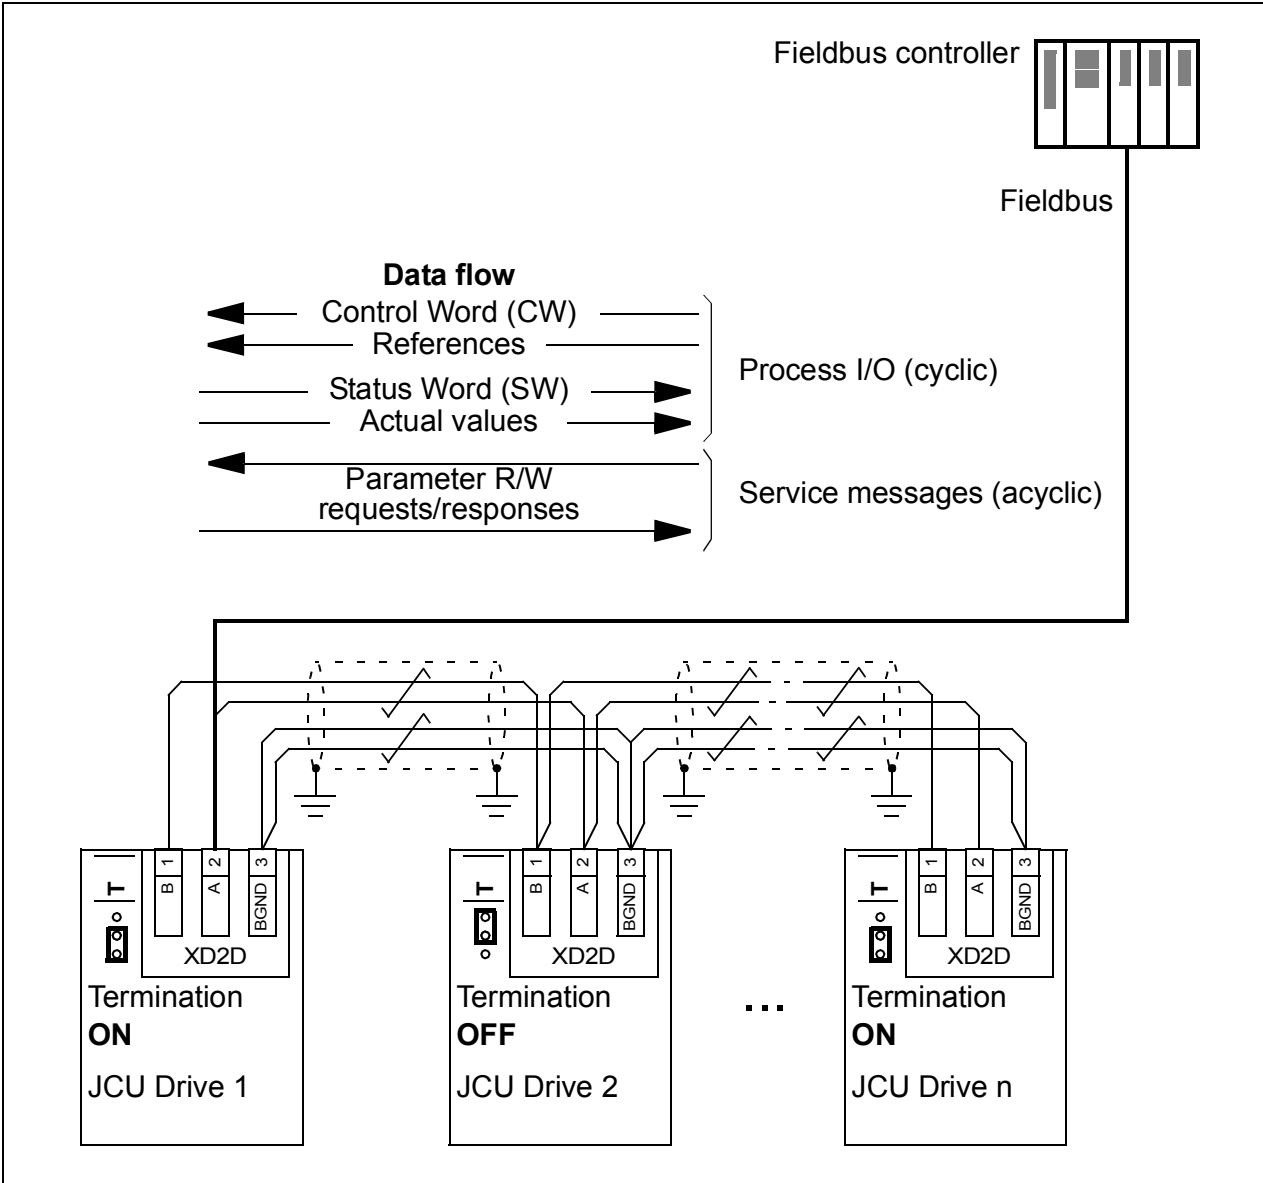 Fieldbus controller
Fieldbus
Data flow
Control Word (CW)
References
Status Word (SW)
Actual values
Process I/O (cyclic)
Parameter R/W
requests/responses
Service messages (acyclic)
T
B 1
A 2
BGND 3
XD2D
Termination
ON
JCU Drive 1
T
B 1
A 2
BGND 3
XD2D
Termination
OFF
JCU Drive 2
...
T
B 1
A 2
BGND 3
XD2D
Termination
ON
JCU Drive n